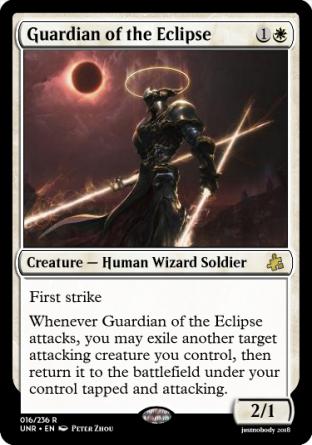 Guardian of the Eclipse 1
Creature — Human Wizard Soldier
First strike
Whenever Guardian of the Eclipse
attacks, you may exile another target
attacking creature you control, then
return it to the battlefield under your
control tapped and attacking.
2/1
016/236 R
UNR • EN Peter Zhou
justnobody 2018